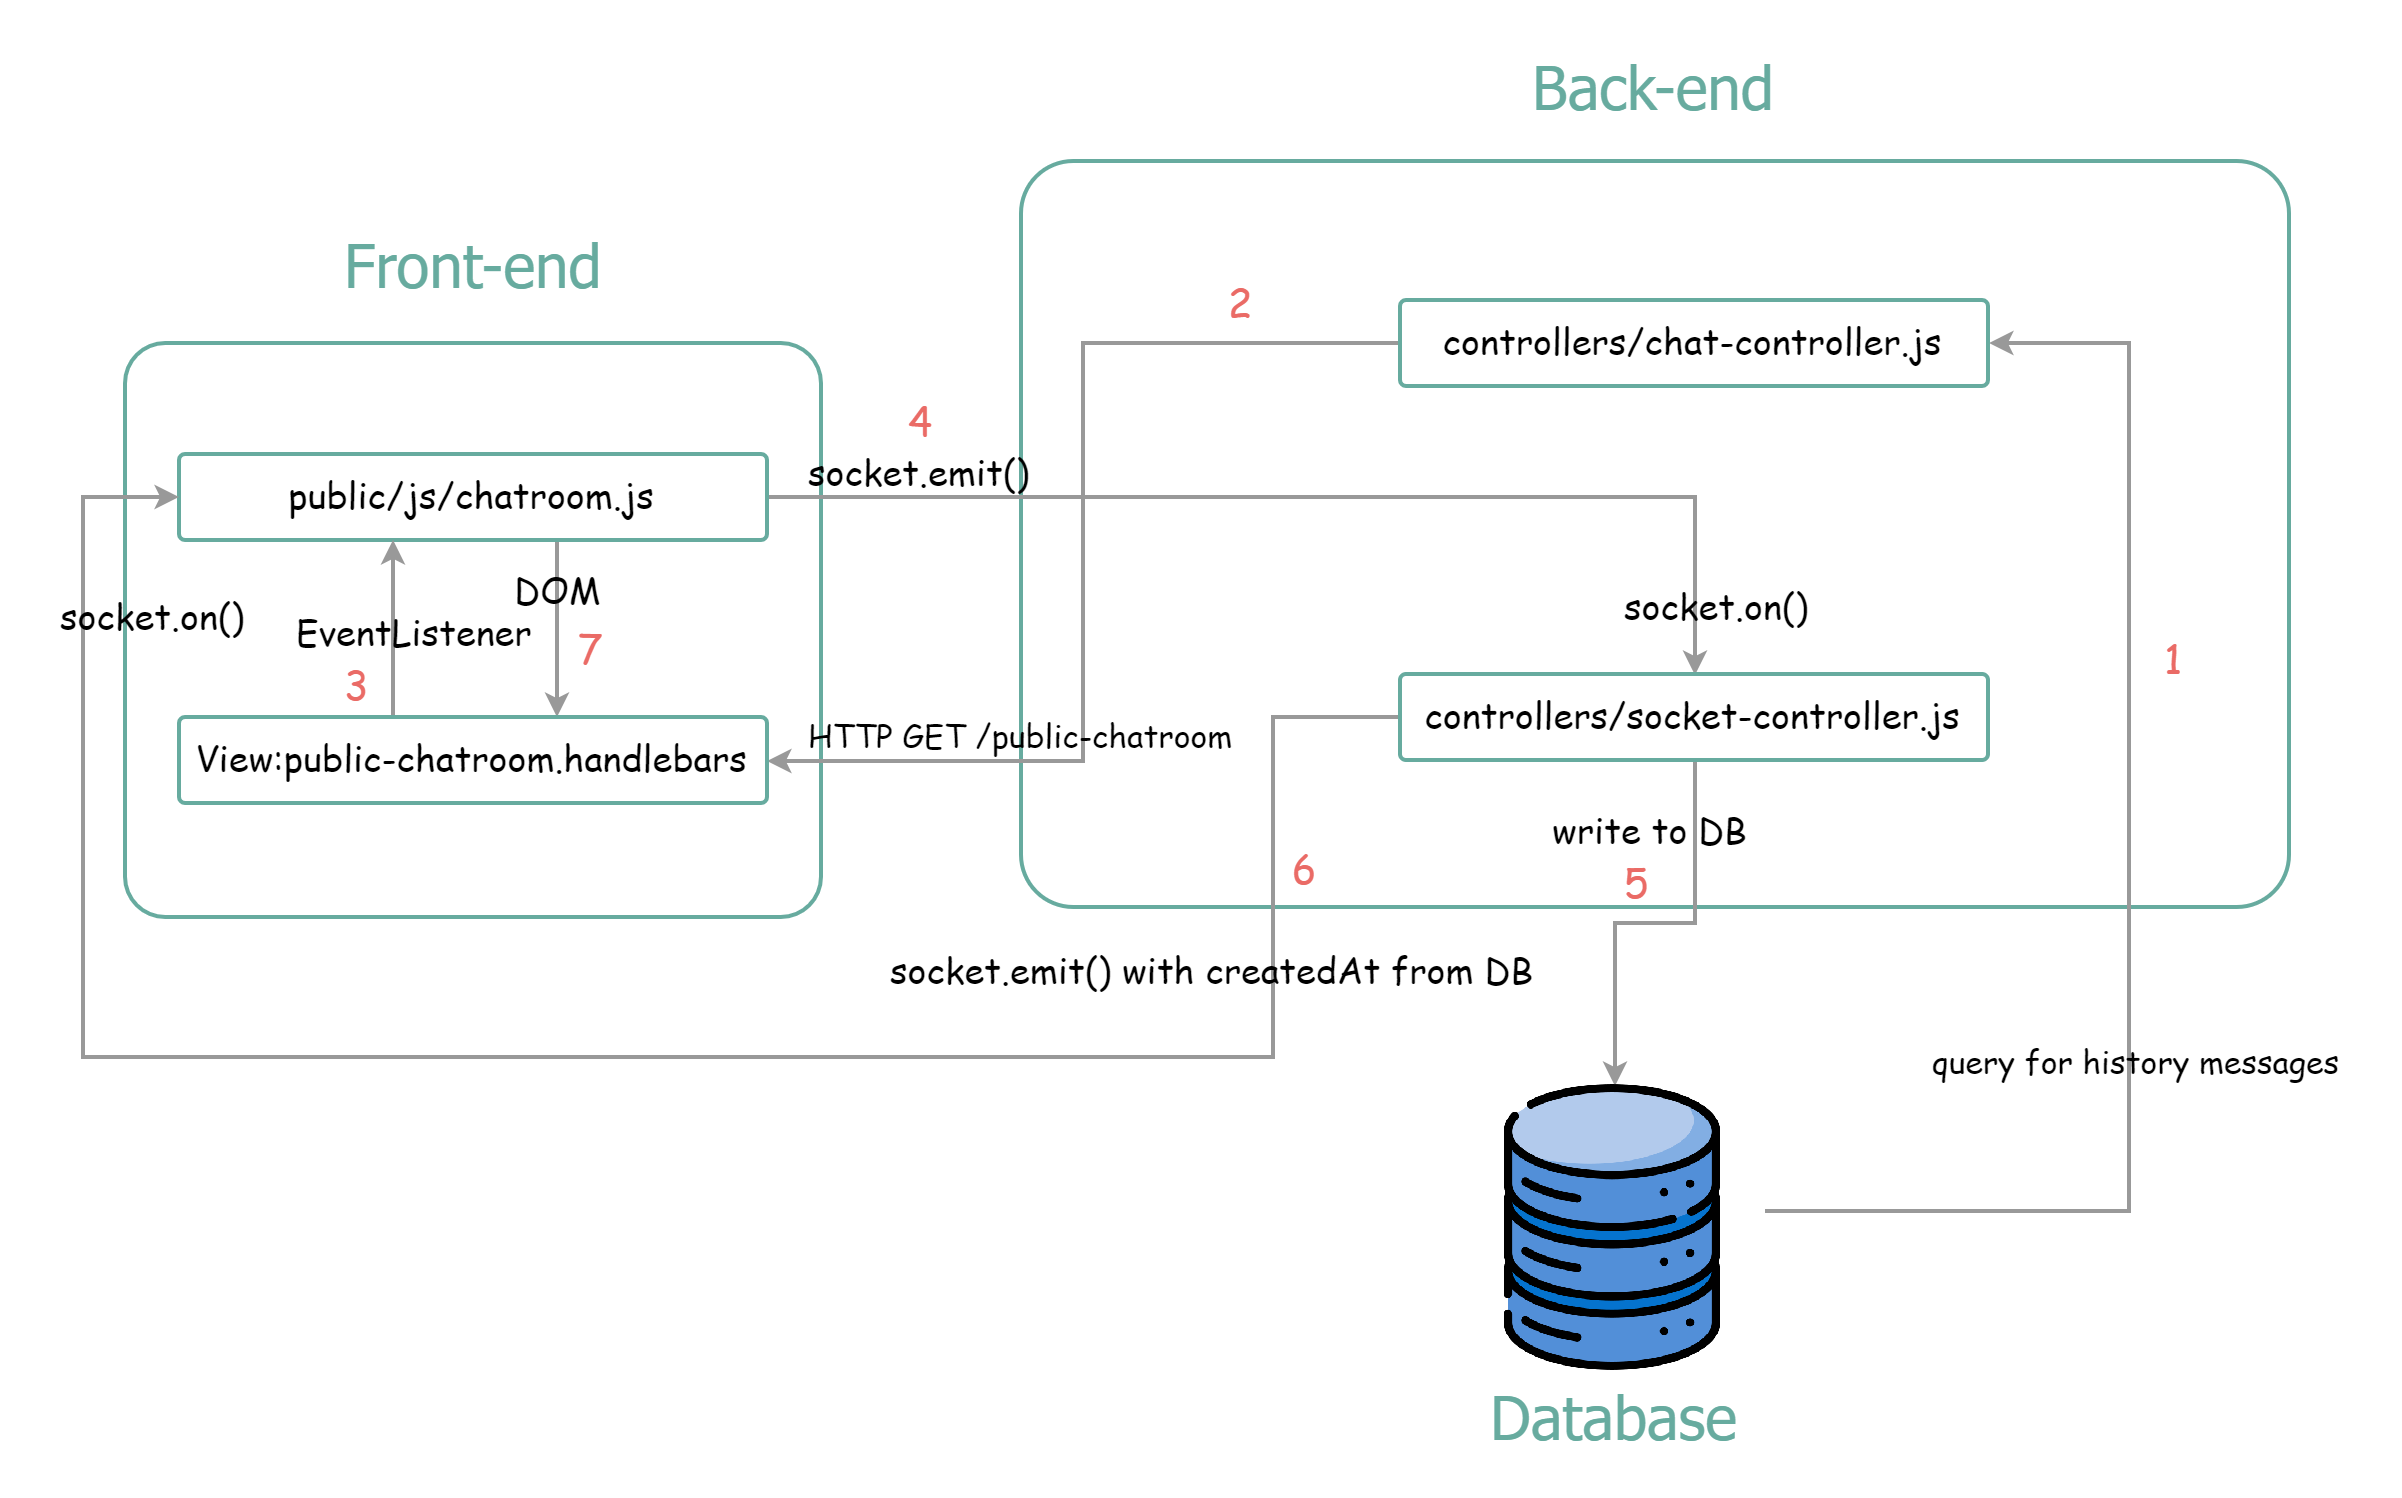 Back-end
Front-end
2
controllers/chat-controller.js
4
socket.emit()
public/js/chatroom.js
DOM
socket.on()
socket.on()
EventListener
7
1
3
HTTP GET /public-chatroom
controllers/socket-controller.js
View:public-chatroom.handlebars
write to DB
6
5
socket.emit() with createdAt from DB
query for history messages
Database